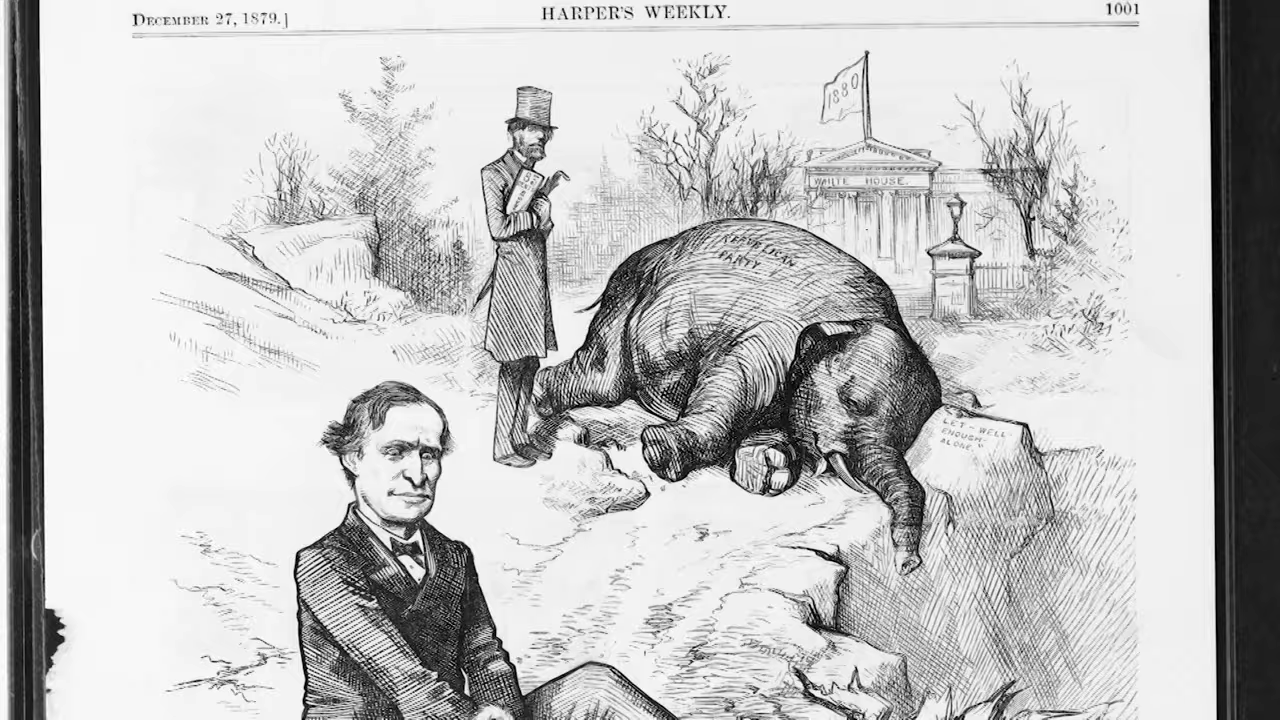 DECEMBER 27, 1879.]
HARPER'S WEEKLY.
1001
1880
WHITE HOUSE.
REPUBLICAN
PARTY
LET-WELL-
ENOUGH-
ALONE."